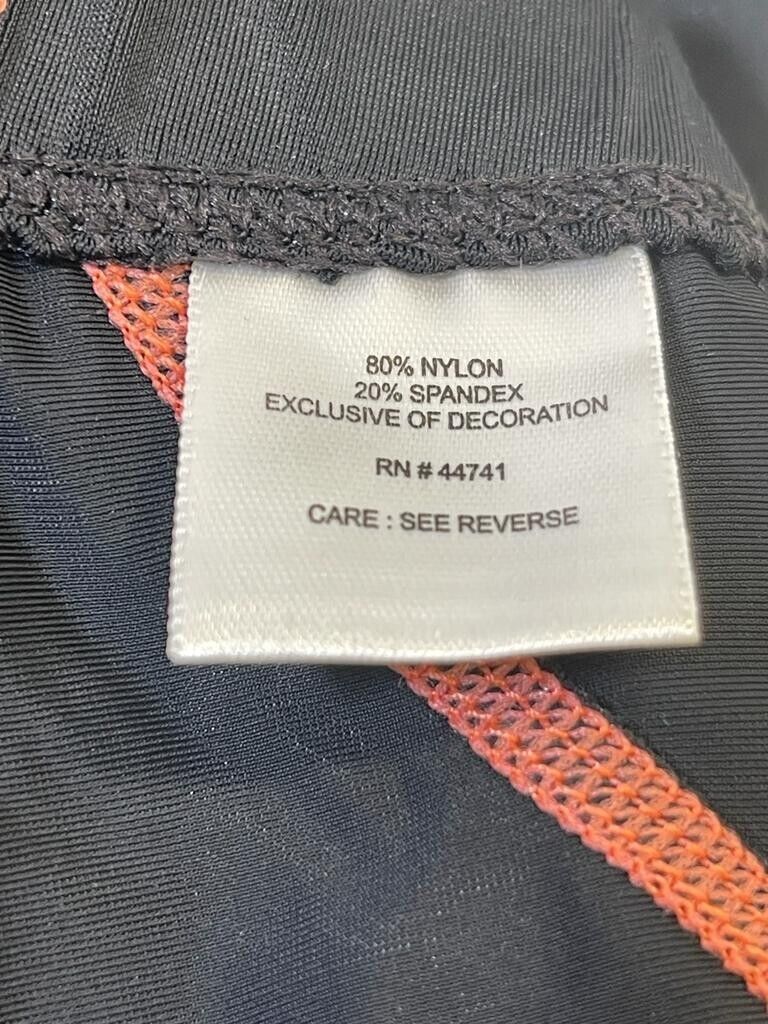 80% NYLON
20% SPANDEX
EXCLUSIVE OF DECORATION
RN # 44741
CARE : SEE REVERSE